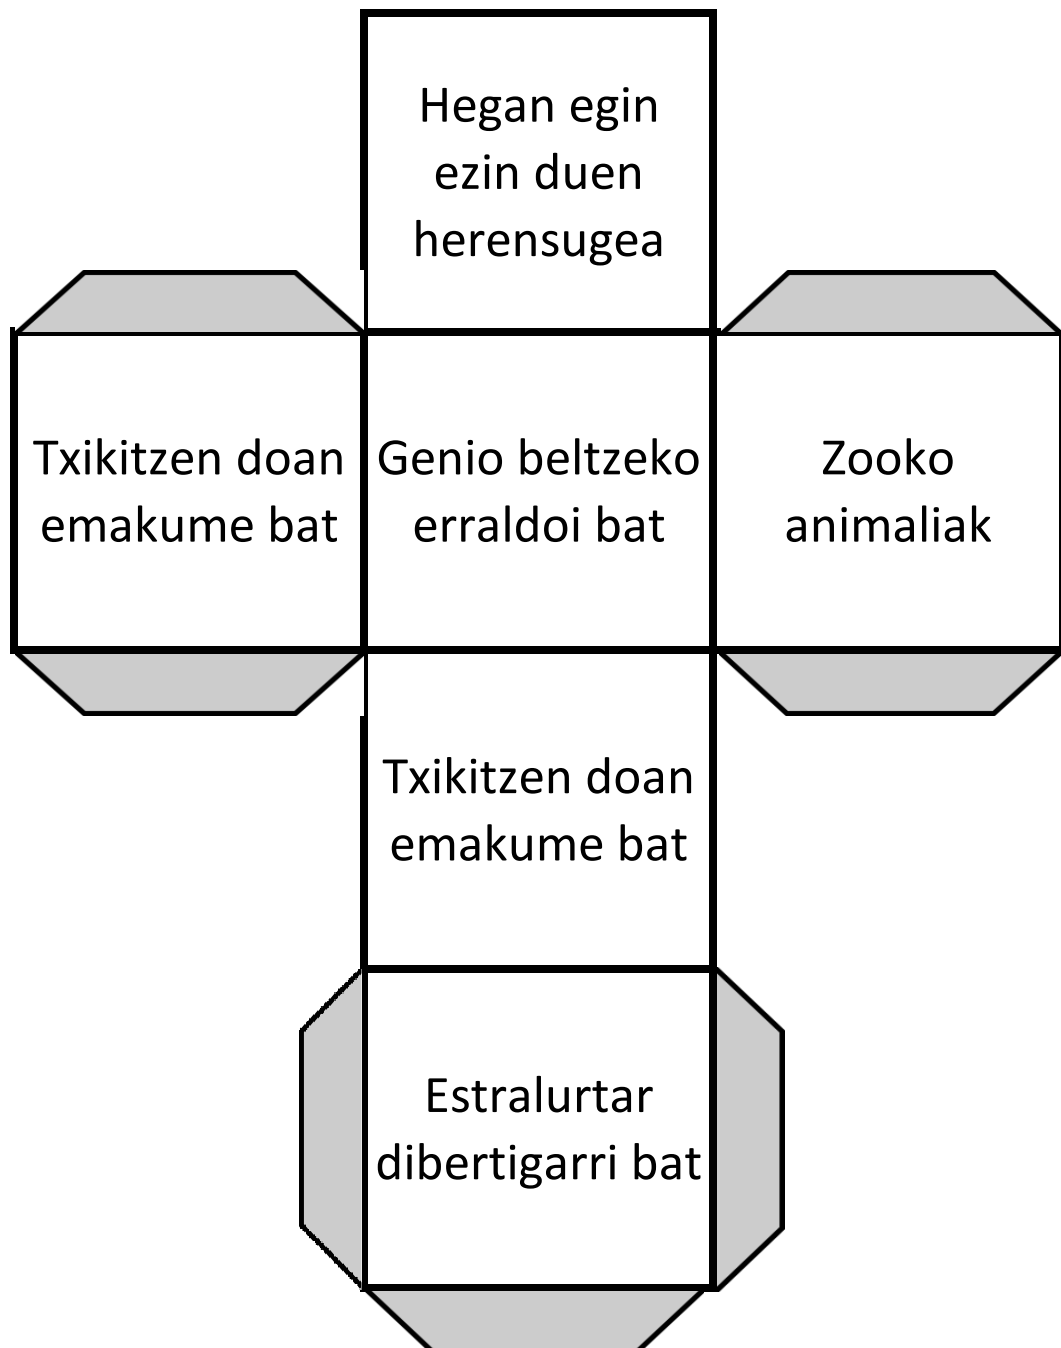 Hegan egin
ezin duen
herensugea
Txikitzen doan
emakume bat
Genio beltzeko
erraldoi bat
Zooko
animaliak
Txikitzen doan
emakume bat
Estralurtar
dibertigarri bat